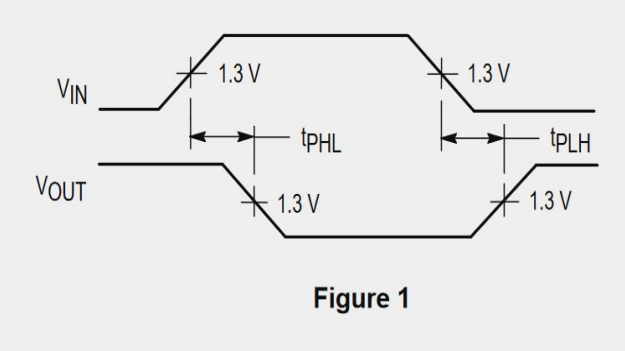 VIN
1.3 V
1.3 V
tPHL
tPLH
VOUT
1.3 V
1.3 V
Figure 1